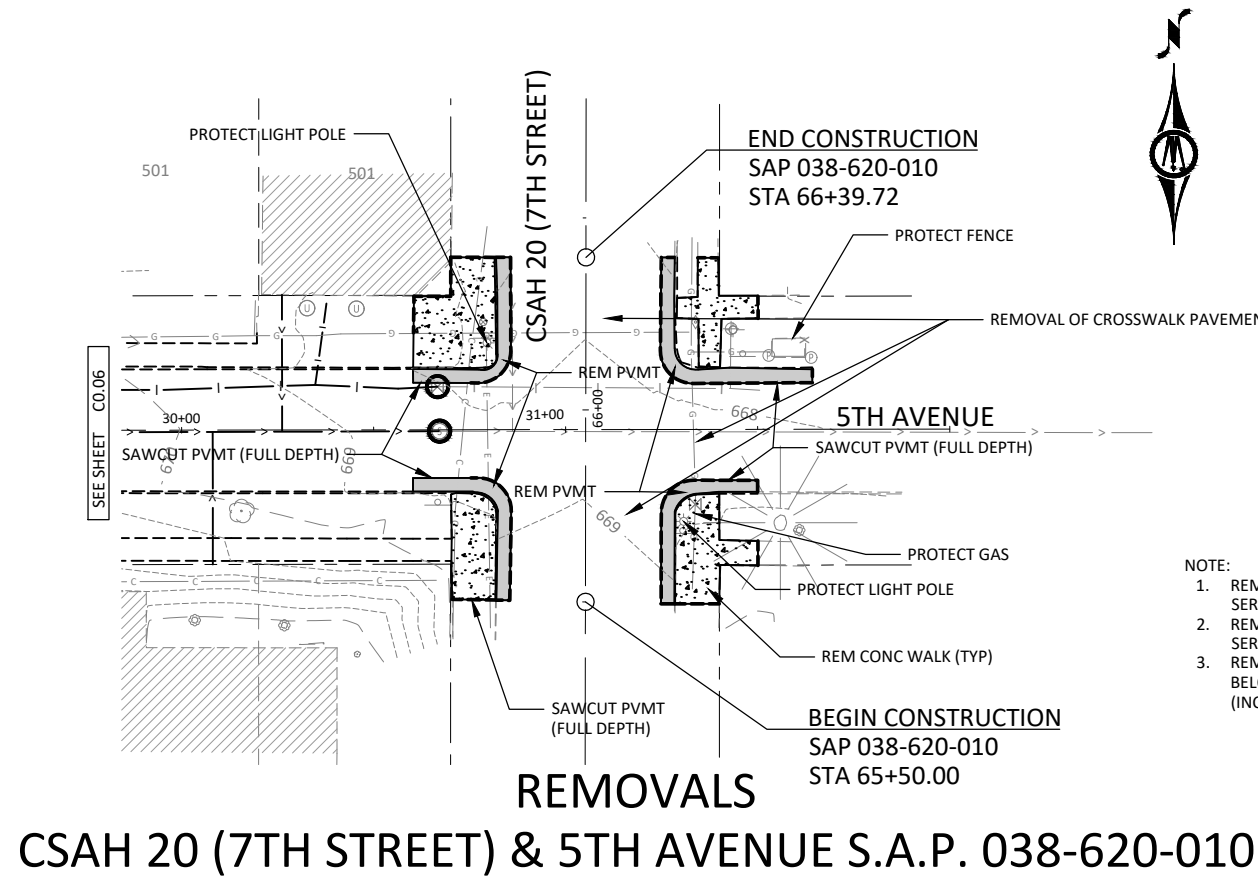 N
PROTECT LIGHT POLE
CSAH 20 (7TH STREET)
END CONSTRUCTION
SAP 038-620-010
STA 66+39.72
501
501
PROTECT FENCE
U
U
REMOVAL OF CROSSWALK PAVEMEN
G
G
G
G
G
G
G
G
P
P
REM PVMT
SEE SHEET C0.06
30+00
31+00
66+00
668
5TH AVENUE
SAWCUT PVMT (FULL DEPTH)
SAWCUT PVMT (FULL DEPTH)
669
REM PVMT
669
PROTECT GAS
PROTECT LIGHT POLE
NOTE:
1. REM
SER
2. REM
SER
3. REM
BELO
(INC
C
C
C
C
REM CONC WALK (TYP)
SAWCUT PVMT
(FULL DEPTH)
BEGIN CONSTRUCTION
SAP 038-620-010
STA 65+50.00
REMOVALS
CSAH 20 (7TH STREET) & 5TH AVENUE S.A.P. 038-620-010